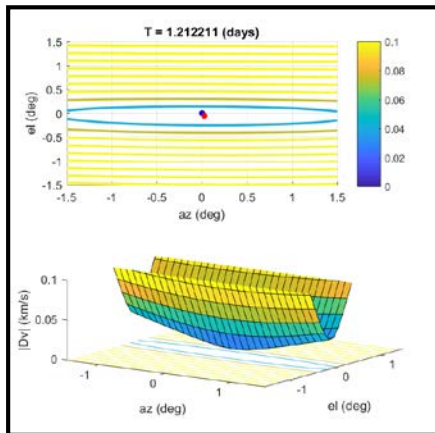 T = 1.212211 (days)
1.5
1
0.5
0
-0.5
-1
-1.5
el (deg)
-1.5 -1 -0.5 0 0.5 1 1.5
az (deg)
0.1
0.08
0.06
0.04
0.02
0
0.1
0.05
0
|Dv| (km/s)
-1 0 1
az (deg)
-1 0 1
el (deg)